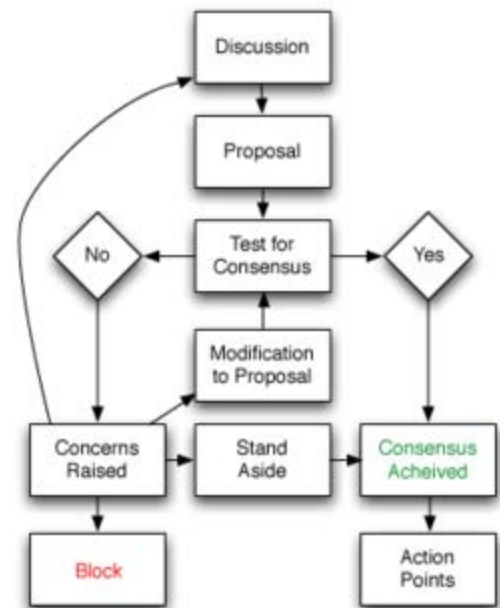 Discussion
Proposal
No
Test for
Consensus
Yes
Modification
to Proposal
Concerns
Raised
Stand
Aside
Consensus
Acheived
Block
Action
Points